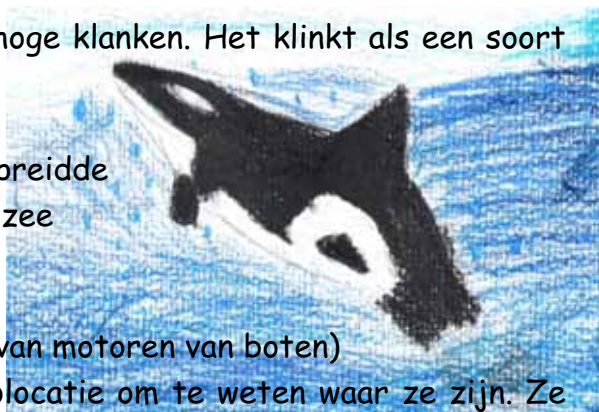 hoge klanken. Het klinkt als een soort
breidde
zee
van motoren van boten)
olocatie om te weten waar ze zijn. Ze